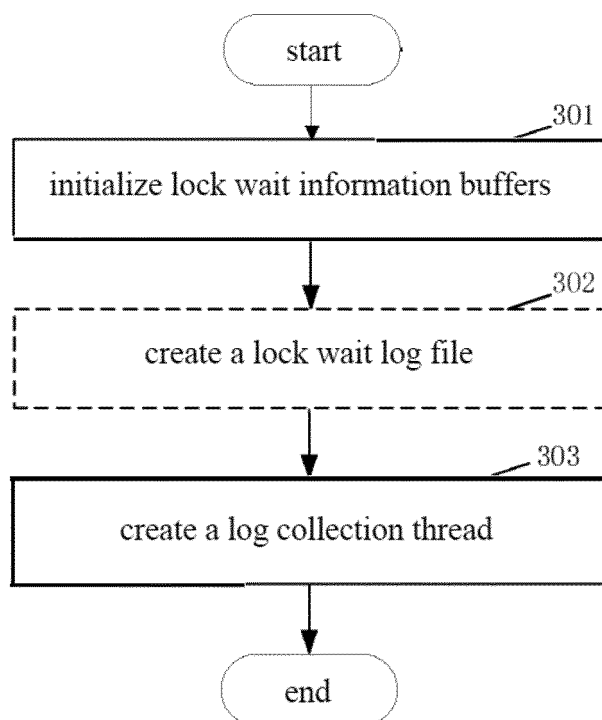 start
301
initialize lock wait information buffers
302
create a lock wait log file
303
create a log collection thread
end